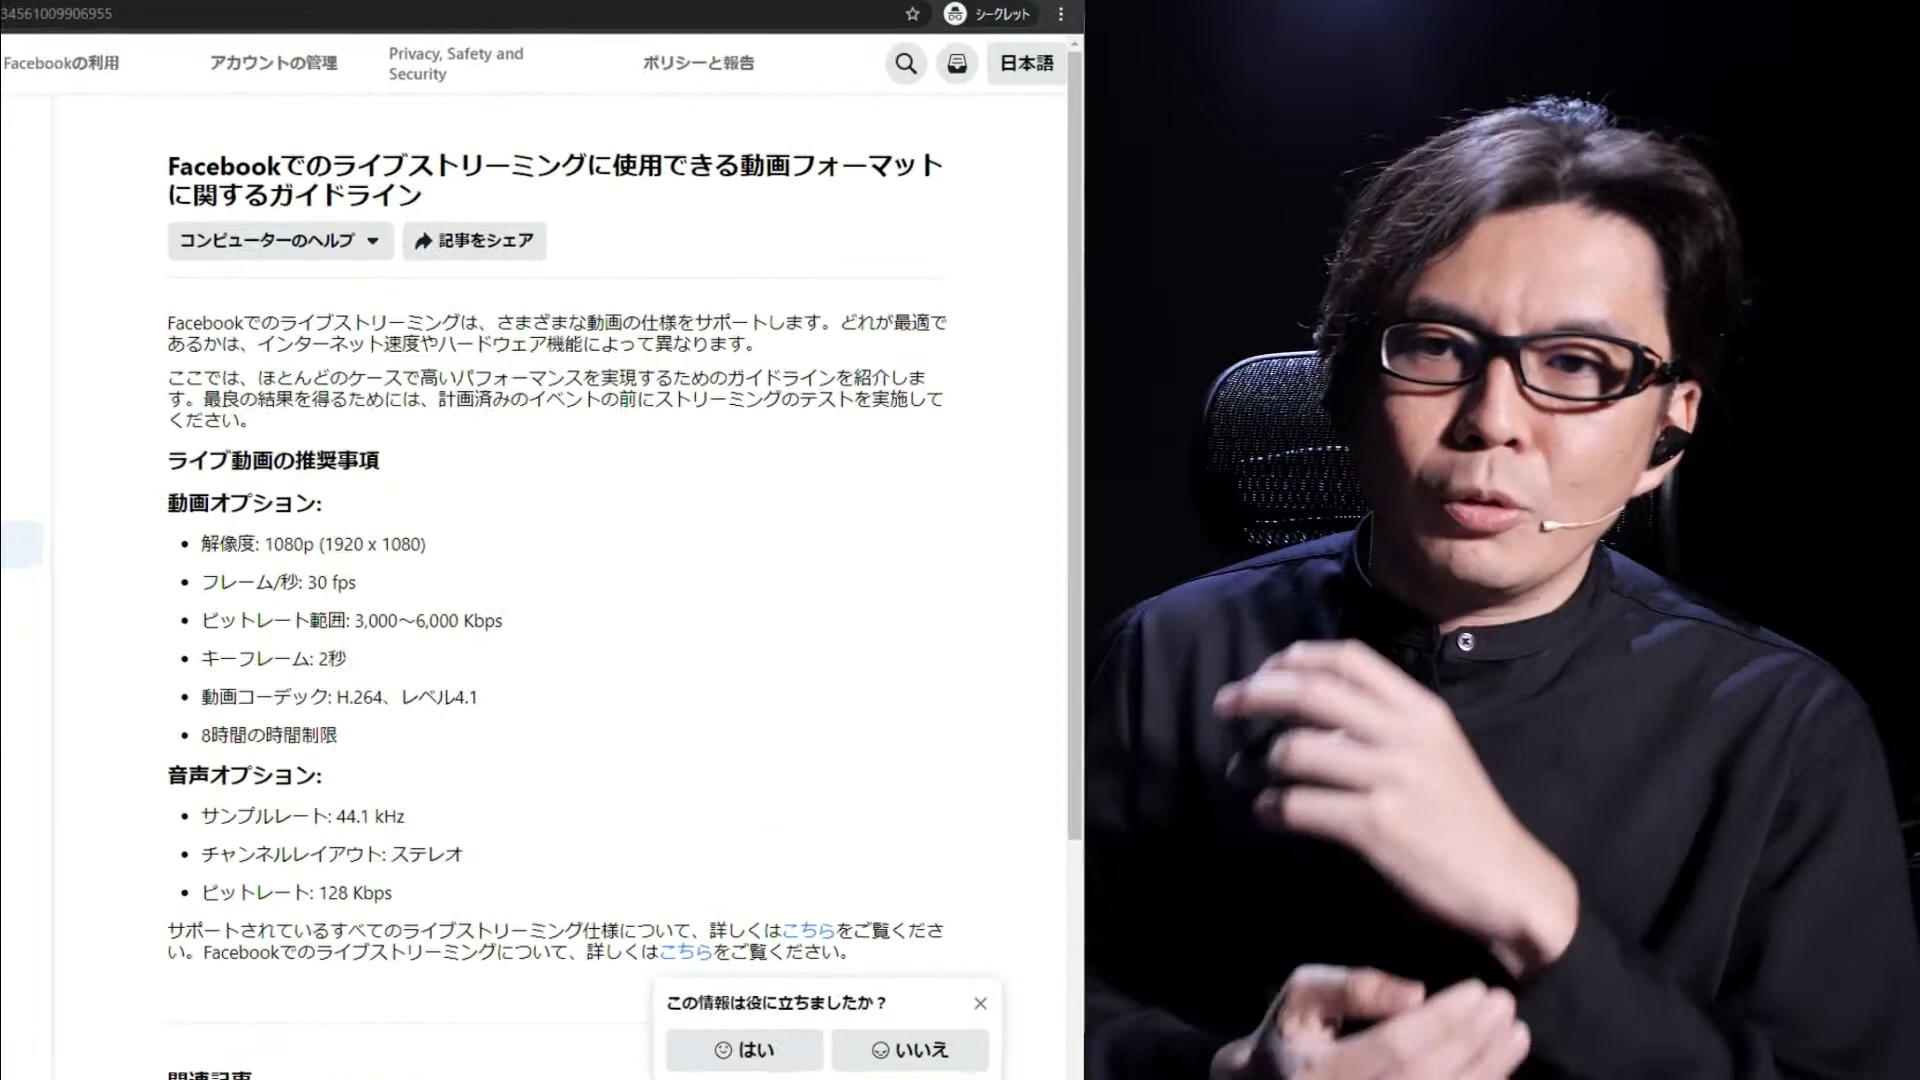 34561009906955
シークレット
Facebookの利用
アカウントの管理
Privacy, Safety and
Security
ポリシーと報告
日本語
Facebookでのライブストリーミングに使用できる動画フォーマット
に関するガイドライン
コンピューターのヘルプ
記事をシェア
Facebookでのライブストリーミングは、さまざまな動画の仕様をサポートします。どれが最適で
あるかは、インターネット速度やハードウェア機能によって異なります。
ここでは、ほとんどのケースで高いパフォーマンスを実現するためのガイドラインを紹介しま
す。最良の結果を得るためには、計画済みのイベントの前にストリーミングのテストを実施して
ください。
ライブ動画の推奨事項
動画オプション:
• 解像度: 1080p (1920 x 1080)
• フレーム/秒: 30 fps
• ビットレート範囲: 3,000〜6,000 Kbps
• キーフレーム: 2秒
• 動画コーデック: H.264、レベル4.1
• 8時間の時間制限
音声オプション:
• サンプルレート: 44.1 kHz
• チャンネルレイアウト: ステレオ
• ビットレート: 128 Kbps
サポートされているすべてのライブストリーミング仕様について、詳しくはこちらをご覧くださ
い。Facebookでのライブストリーミングについて、詳しくはこちらをご覧ください。
この情報は役に立ちましたか？
はい
いいえ
関連記事